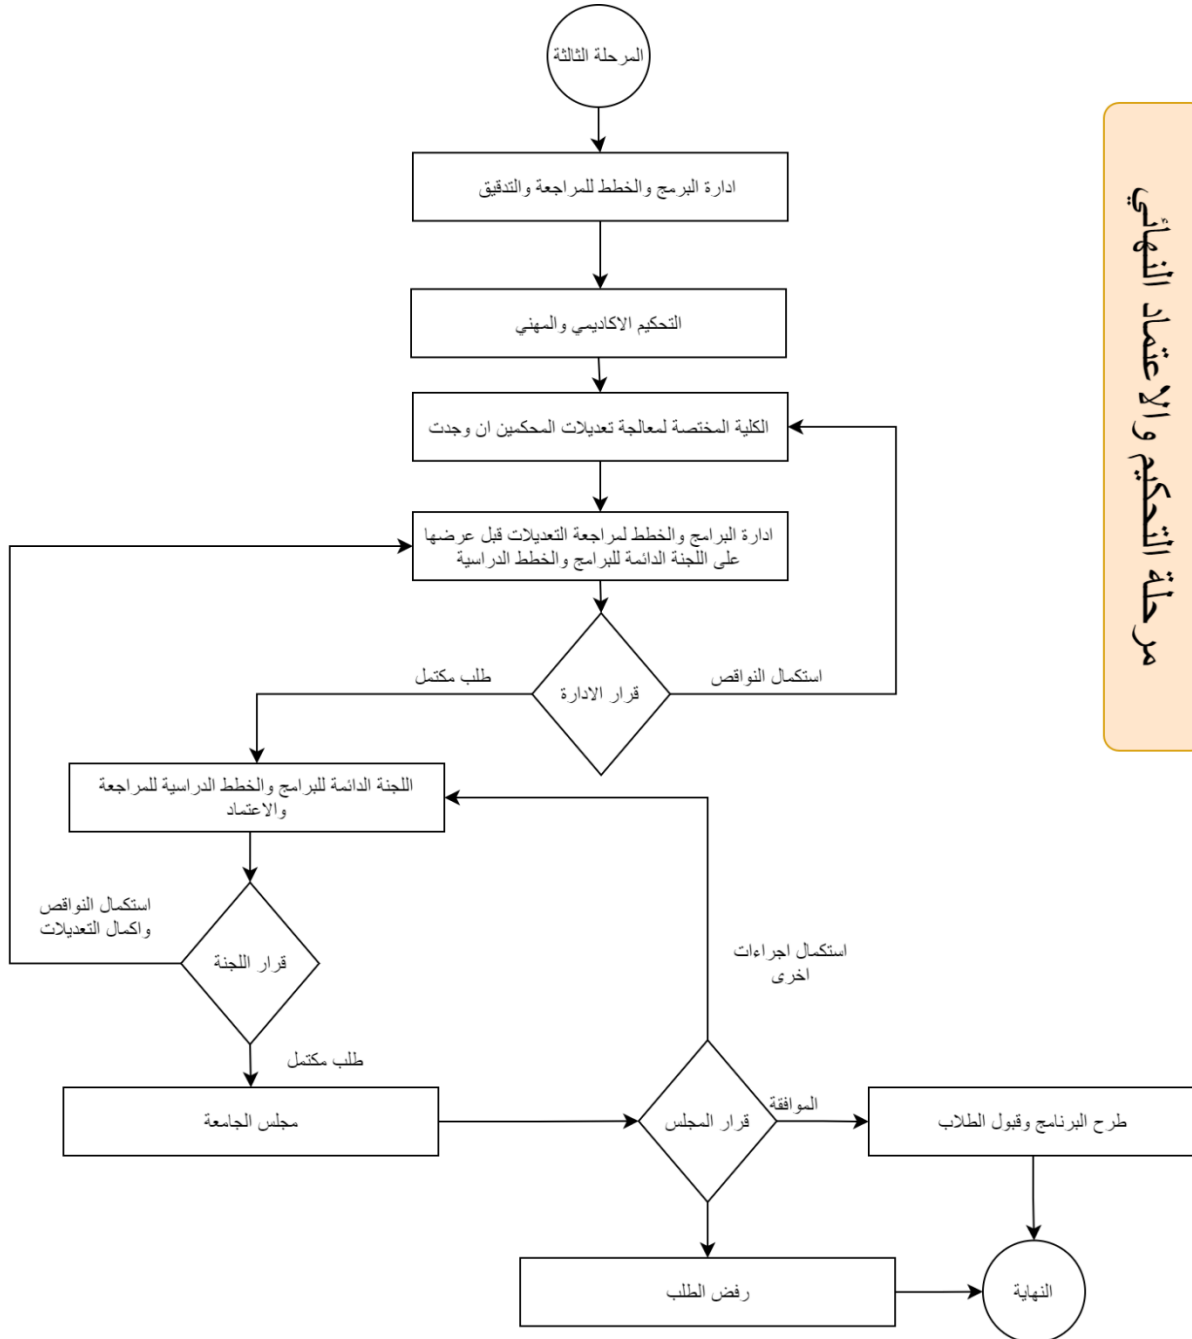 المرحلة الثالثة
مرحلة التحكيم والاعتماد النهائي
ادارة البرمج والخطط للمراجعة والتدقيق
التحكيم الاكاديمي والمهني
الكلية المختصة لمعالجة تعديلات المحكمين ان وجدت
ادارة البرامج والخطط لمراجعة التعديلات قبل عرضها
على اللجنة الدائمة للبرامج والخطط الدراسية
استكمال النواقص
قرار الادارة
طلب مكتمل
اللجنة الدائمة للبرامج والخطط الدراسية للمراجعة
والاعتماد
استكمال النواقص
واكمال التعديلات
قرار اللجنة
استكمال اجراءات
اخرى
طلب مكتمل
مجلس الجامعة
قرار المجلس
الموافقة
طرح البرنامج وقبول الطلاب
رفض الطلب
النهاية